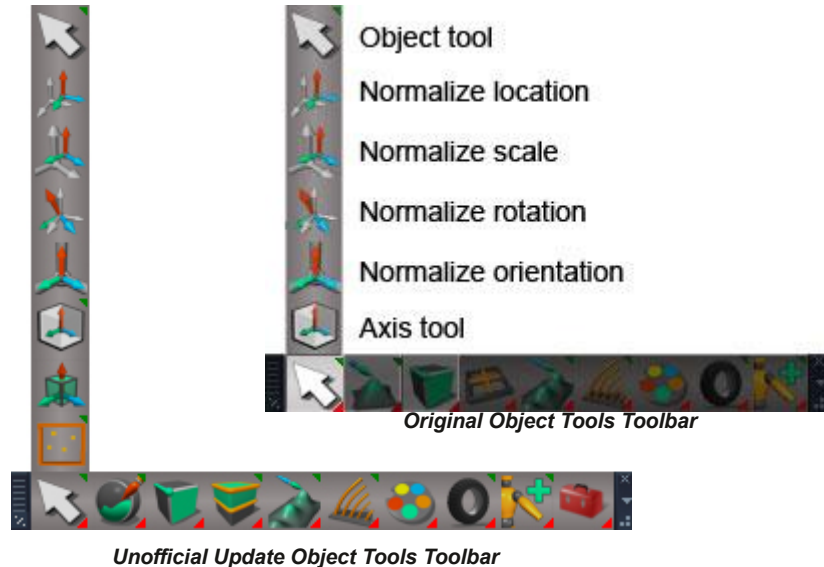 Object tool
Normalize location
Normalize scale
Normalize rotation
Normalize orientation
Axis tool
Original Object Tools Toolbar
Unofficial Update Object Tools Toolbar